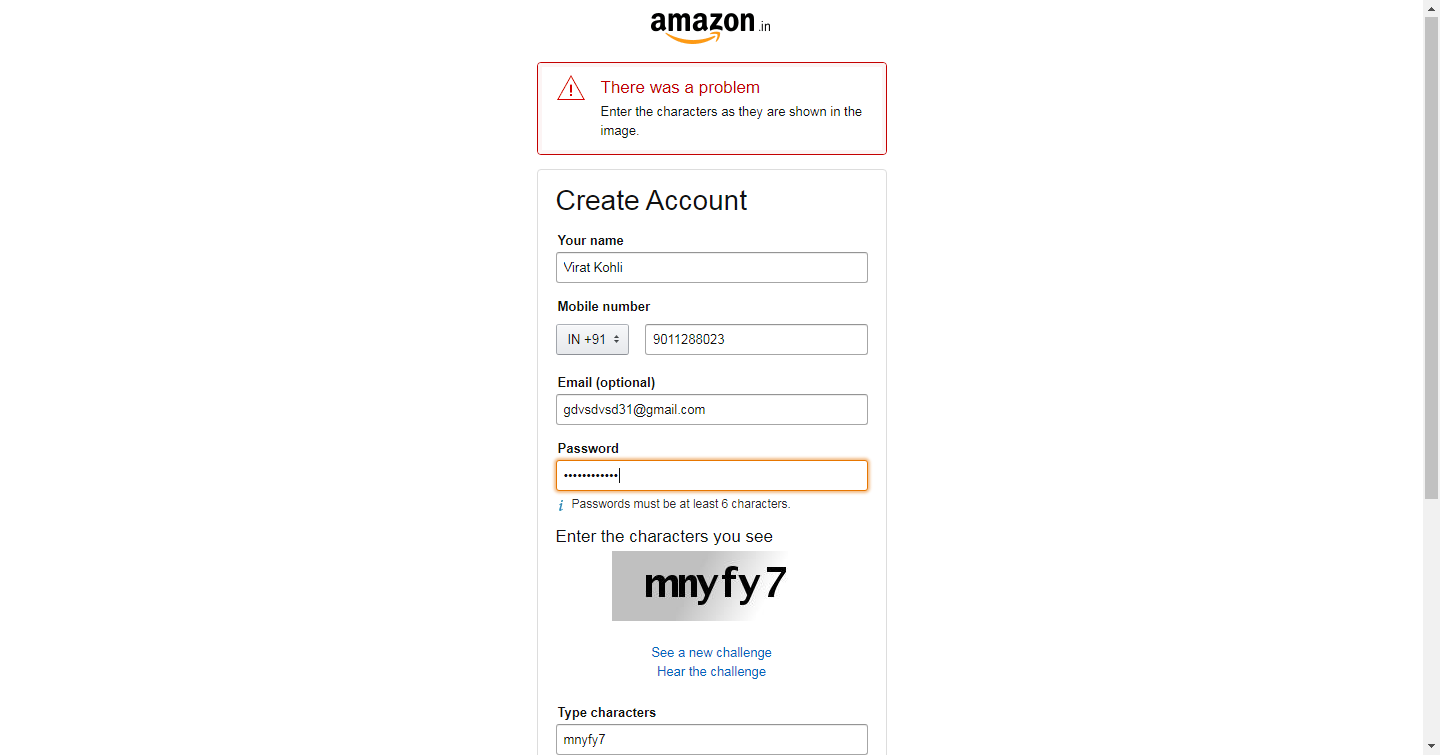 amazon.in
There was a problem
Enter the characters as they are shown in the
image.
Create Account
Your name
Virat Kohli
Mobile number
IN +91 9011288023
Email (optional)
gdvsdvsd31@gmail.com
Password
••••••••••••
i Passwords must be at least 6 characters.
Enter the characters you see
mnyfy7
See a new challenge
Hear the challenge
Type characters
mnyfy7